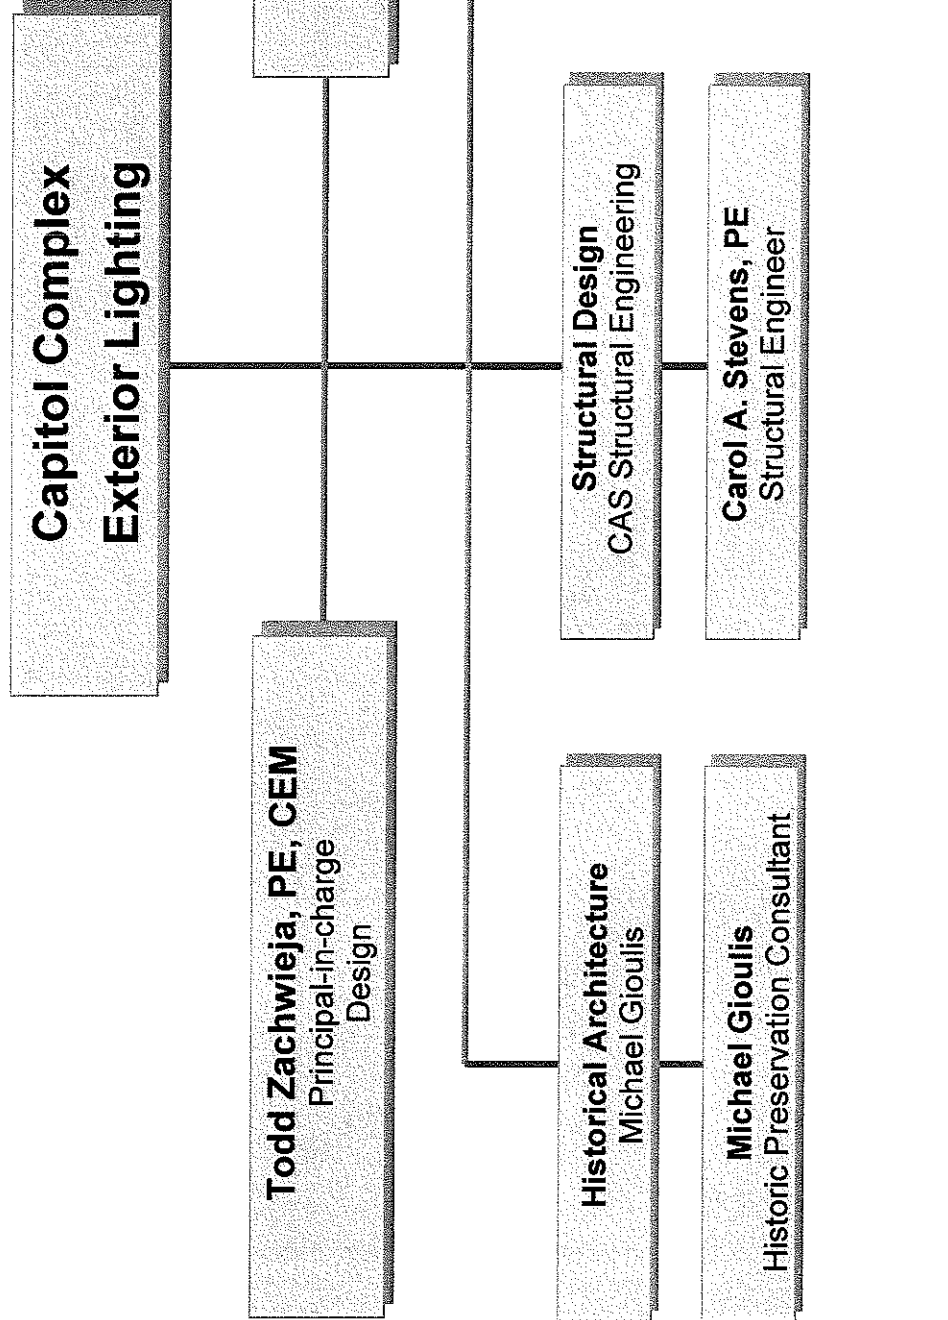 Capitol Complex
Exterior Lighting
Todd Zachwieja, PE, CEM
Principal-in-charge
Design
Historical Architecture
Michael Gioulis
Structural Design
CAS Structural Engineering
Michael Gioulis
Historic Preservation Consultant
Carol A. Stevens, PE
Structural Engineer